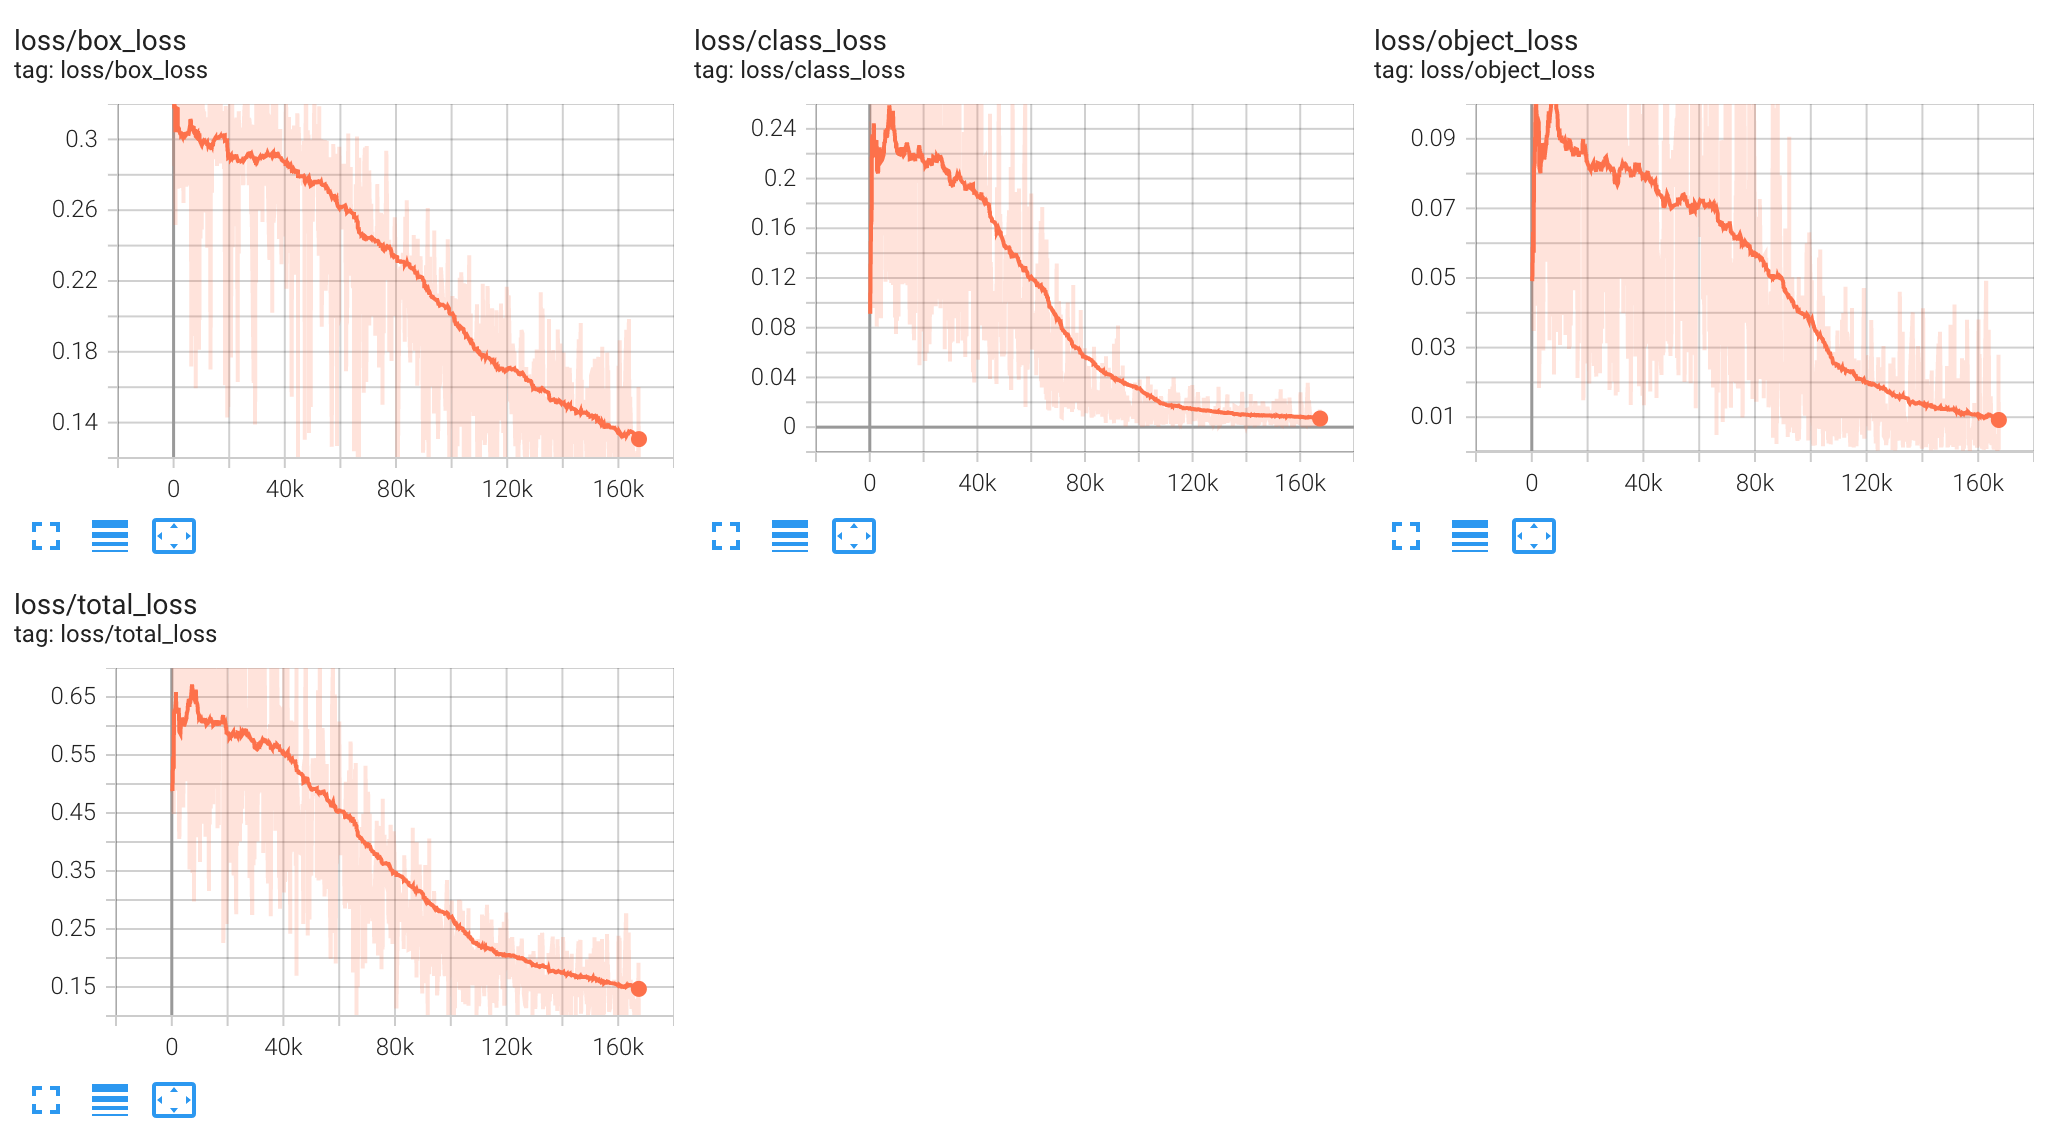 loss/box_loss
tag: loss/box_loss
0.3
0.26
0.22
0.18
0.14
0 40k 80k 120k 160k
loss/class_loss
tag: loss/class_loss
0.24
0.2
0.16
0.12
0.08
0.04
0
0 40k 80k 120k 160k
loss/object_loss
tag: loss/object_loss
0.09
0.07
0.05
0.03
0.01
0 40k 80k 120k 160k
loss/total_loss
tag: loss/total_loss
0.65
0.55
0.45
0.35
0.25
0.15
0 40k 80k 120k 160k